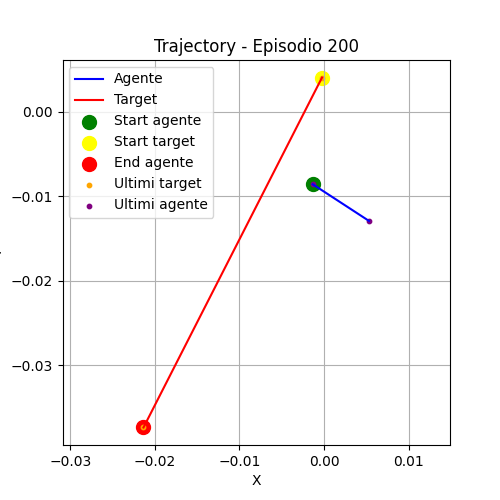 Trajectory - Episodio 200
Agente
Target
Start agente
Start target
End agente
Ultimi target
Ultimi agente
0.00
−0.01
−0.02
−0.03
−0.03
−0.02
−0.01
0.00
0.01
X